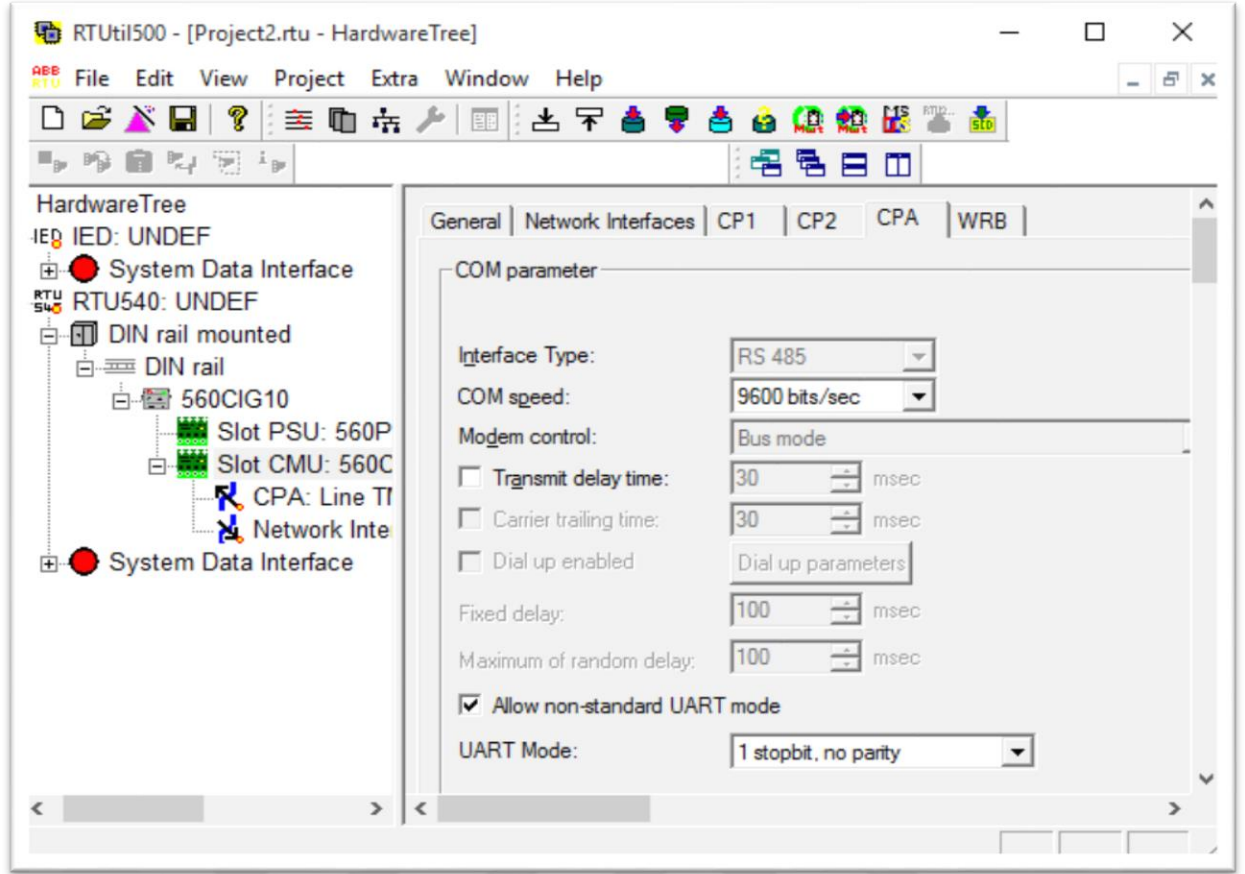 RTUtil500 - [Project2.rtu - HardwareTree]
ABB RTU File Edit View Project Extra Window Help
HardwareTree
IED: UNDEF
System Data Interface
RTU540: UNDEF
DIN rail mounted
DIN rail
560CIG10
Slot PSU: 560P
Slot CMU: 560C
CPA: Line
Network Inte
System Data Interface
General Network Interfaces CP1 CP2 CPA WRB
COM parameter
Interface Type: RS 485
COM speed: 9600 bits/sec
Modem control: Bus mode
Transmit delay time: 30 msec
Carrier trailing time: 30 msec
Dial up enabled Dial up parameters
Fixed delay: 100 msec
Maximum of random delay: 100 msec
Allow non-standard UART mode
UART Mode: 1 stopbit, no parity